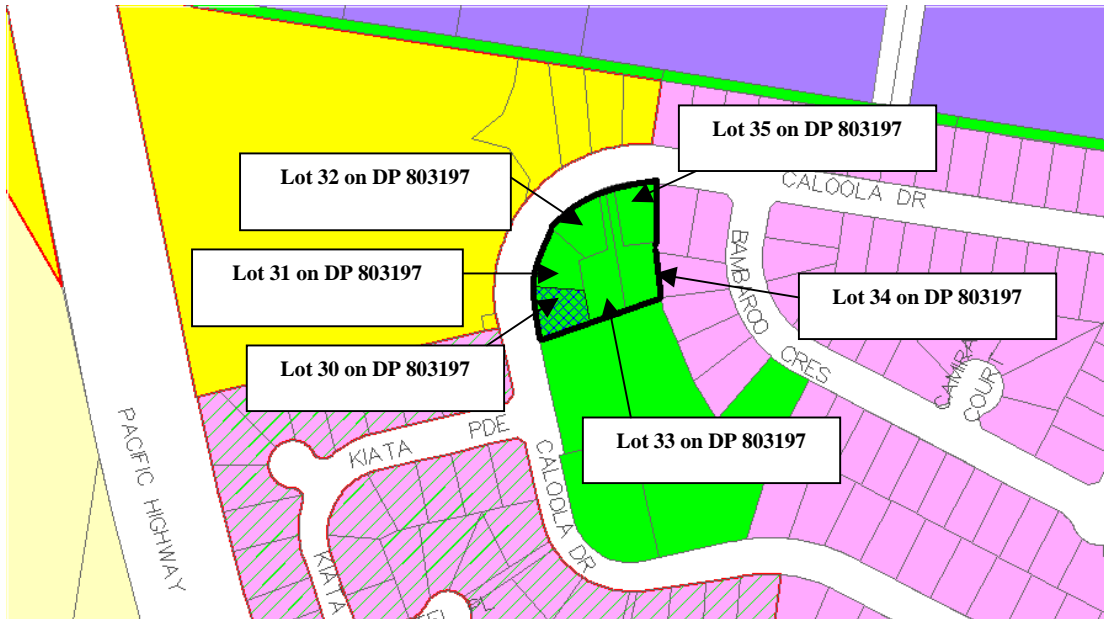 Lot 35 on DP 803197
Lot 32 on DP 803197
CALOOLA DR
Lot 31 on DP 803197
BAMBAROO CRES
Lot 34 on DP 803197
Lot 30 on DP 803197
COURT
PACIFIC HIGHWAY
KIATA PDE
Lot 33 on DP 803197
CALOOLA DR
KIATA
PL